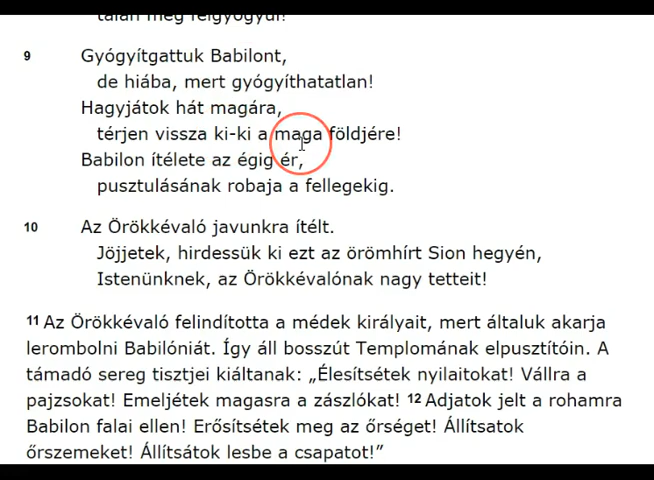 talán még felgyógyul!
9 Gyógyítgattuk Babilont,
de hiába, mert gyógyíthatatlan!
Hagyjátok hát magára,
térjen vissza ki-ki a maga földjére!
Babilon ítélete az égig ér,
pusztulásának robaja a fellegekig.
10 Az Örökkévaló javunkra ítélt.
Jöjjetek, hirdessük ki ezt az örömhírt Sion hegyén,
Istenünknek, az Örökkévalónak nagy tetteit!
11 Az Örökkévaló felindította a médek királyait, mert általuk akarja
lerombolni Babilóniát. Így áll bosszút Templomának elpusztítóin. A
támadó sereg tisztjei kiáltanak: „Élesítsétek nyilaitokat! Vállra a
pajzsokat! Emeljétek magasra a zászlókat! 12 Adjatok jelt a rohamra
Babilon falai ellen! Erősítsétek meg az őrséget! Állítsatok
őrszemeket! Állítsátok lesbe a csapatot!”